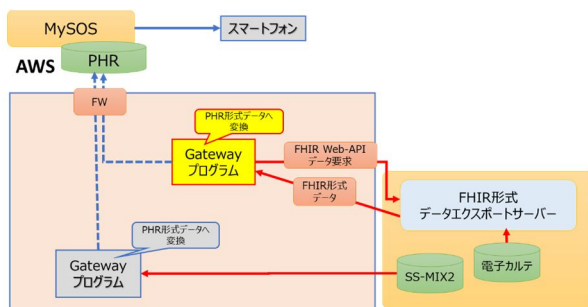 MySOS
スマートフォン
AWS
PHR
FW
PHR形式データへ
変換
Gateway
プログラム
FHIR Web-API
データ要求
FHIR形式
データ
FHIR形式
データエクスポートサーバー
PHR形式データへ
変換
Gateway
プログラム
SS-MIX2
電子カルテ